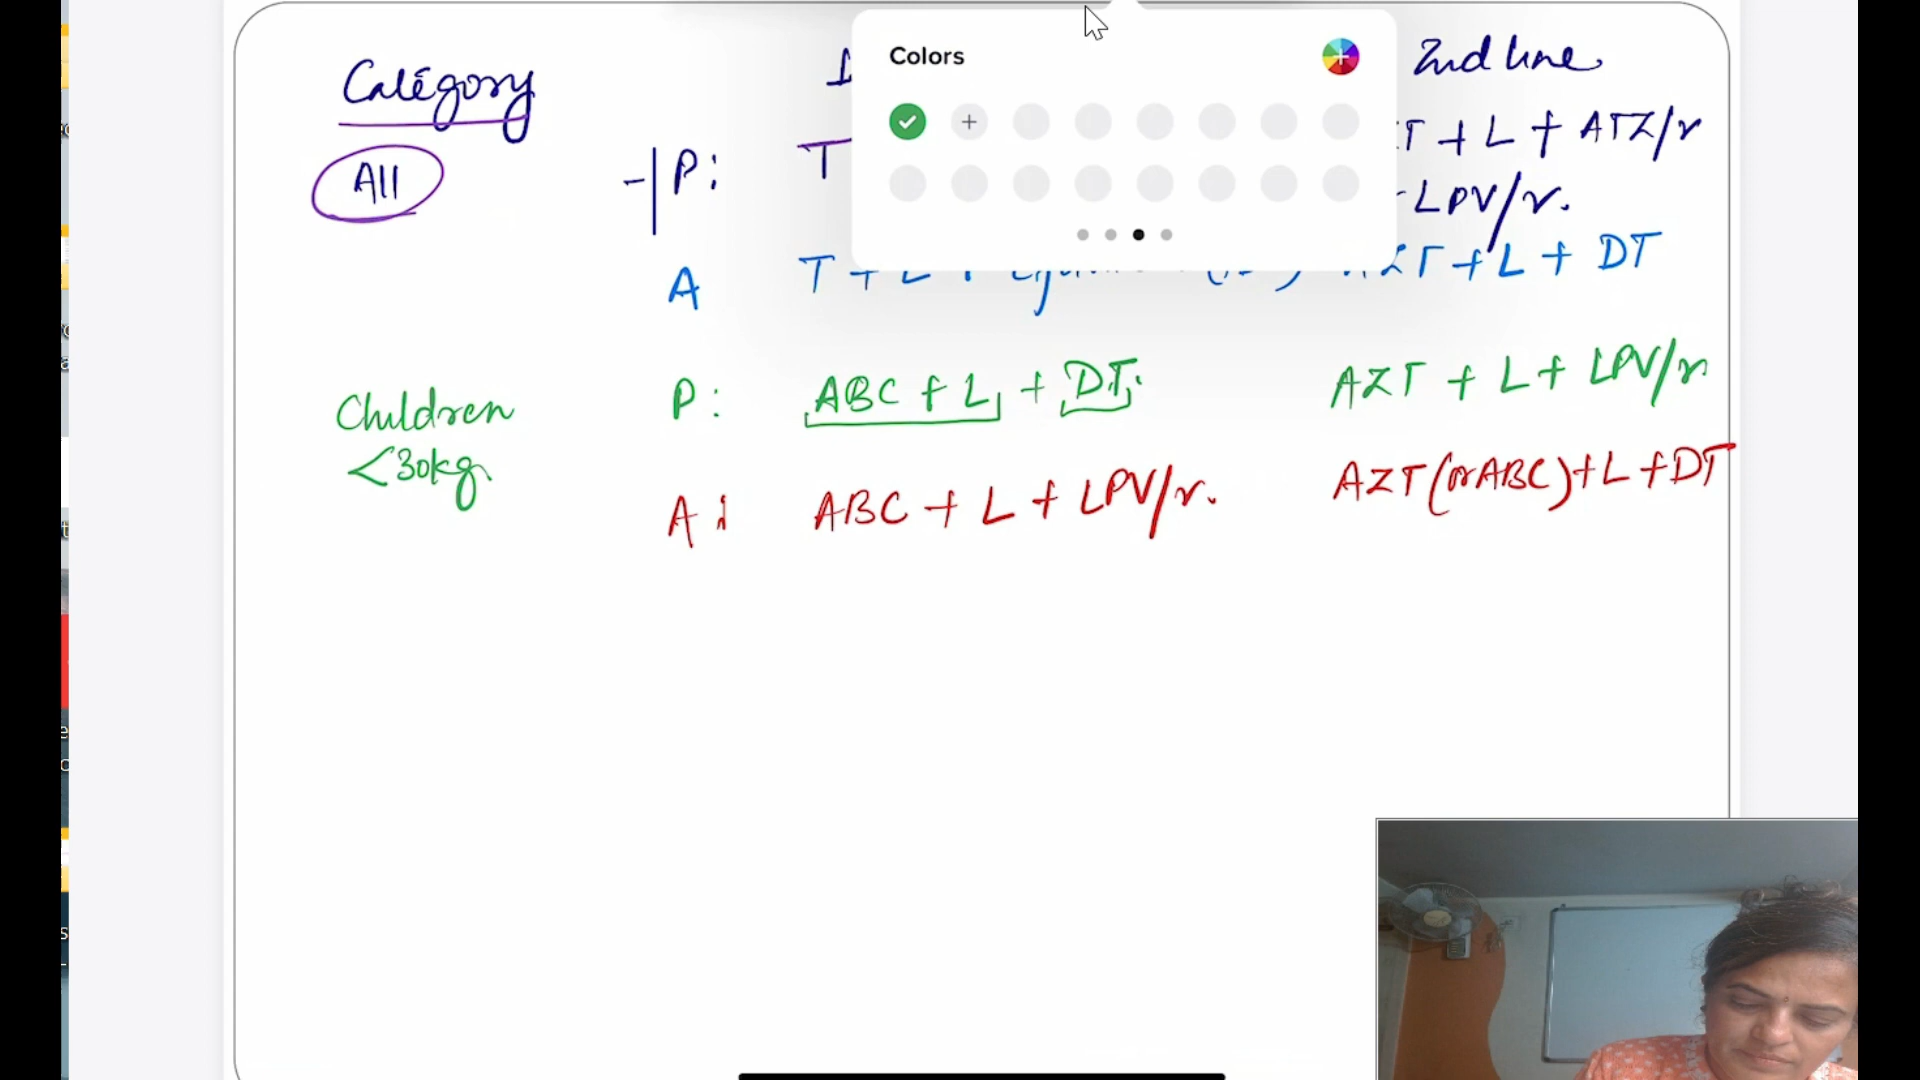 Colors
Category
2nd line
All
P: T
T + L + ATZ/r
LPV/r.
A T + L
AZT + L + DT
Children <30kg.
P: ABC + L + DT. AZT + L + LPV/r.
A: ABC + L + LPV/r. AZT(or ABC)+L+DT